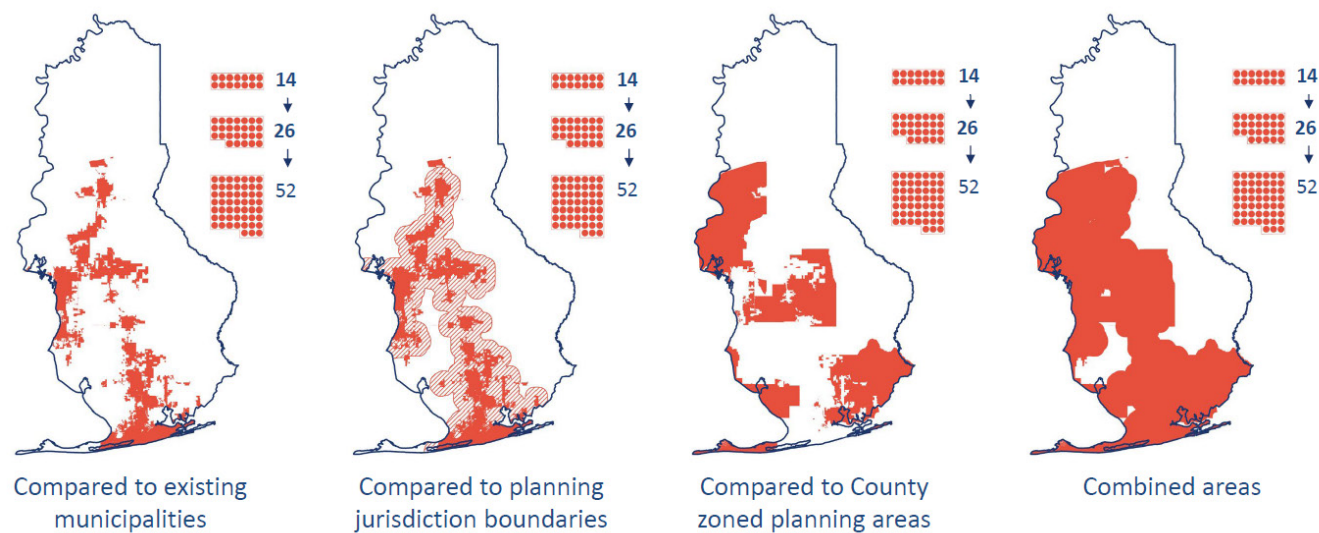 14
26
52
14
26
52
14
26
52
14
26
52
Compared to existing
municipalities
Compared to planning
jurisdiction boundaries
Compared to County
zoned planning areas
Combined areas